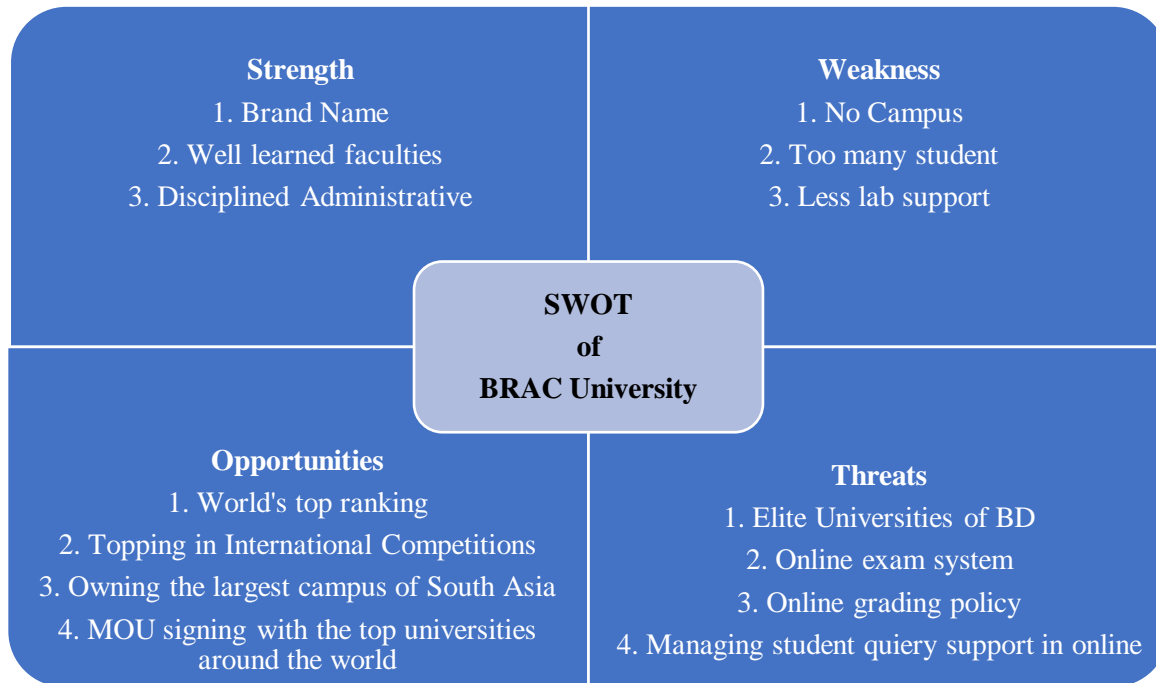 Strength
1. Brand Name
2. Well learned faculties
3. Disciplined Administrative
Weakness
1. No Campus
2. Too many student
3. Less lab support
SWOT
of
BRAC University
Opportunities
1. World's top ranking
2. Topping in International Competitions
3. Owning the largest campus of South Asia
4. MOU signing with the top universities
around the world
Threats
1. Elite Universities of BD
2. Online exam system
3. Online grading policy
4. Managing student quiery support in online